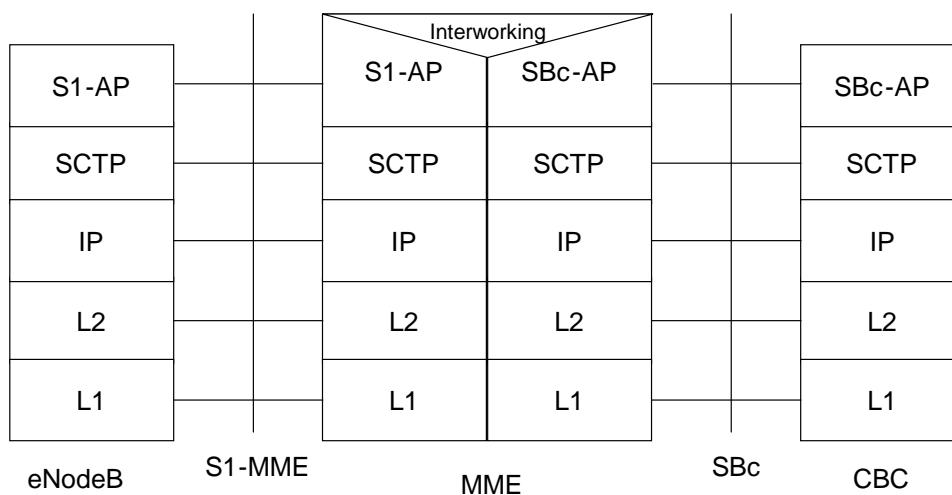 Interworking
S1-AP S1-AP SBc-AP SBc-AP
SCTP SCTP SCTP SCTP
IP IP IP IP
L2 L2 L2 L2
L1 L1 L1 L1
eNodeB S1-MME MME SBc CBC